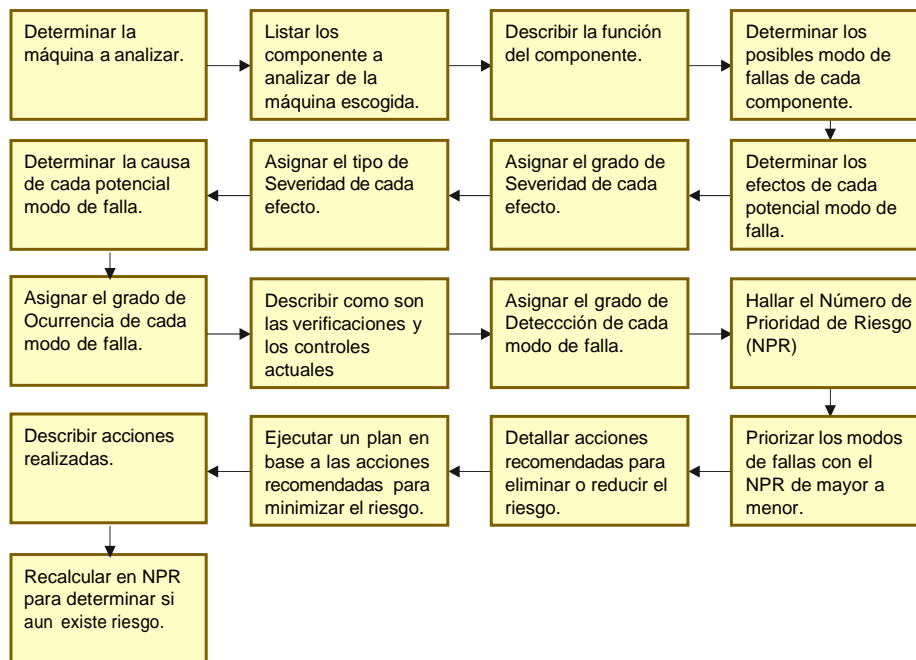 Determinar la
máquina a analizar.
Listar los
componente a
analizar de la
máquina escogida.
Describir la función
del componente.
Determinar los
posibles modo de
fallas de cada
componente.
Determinar los
efectos de cada
potencial modo de
falla.
Asignar el grado de
Severidad de cada
efecto.
Asignar el tipo de
Severidad de cada
efecto.
Determinar la causa
de cada potencial
modo de falla.
Asignar el grado de
Ocurrencia de cada
modo de falla.
Describir como son
las verificaciones y
los controles
actuales
Asignar el grado de
Deteccción de cada
modo de falla.
Hallar el Número de
Prioridad de Riesgo
(NPR)
Priorizar los modos
de fallas con el
NPR de mayor a
menor.
Detallar acciones
recomendadas para
eliminar o reducir el
riesgo.
Ejecutar un plan en
base a las acciones
recomendadas para
minimizar el riesgo.
Describir acciones
realizadas.
Recalcular en NPR
para determinar si
aun existe riesgo.